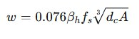 w = 0.076β_h f_s ∛(d_c A)